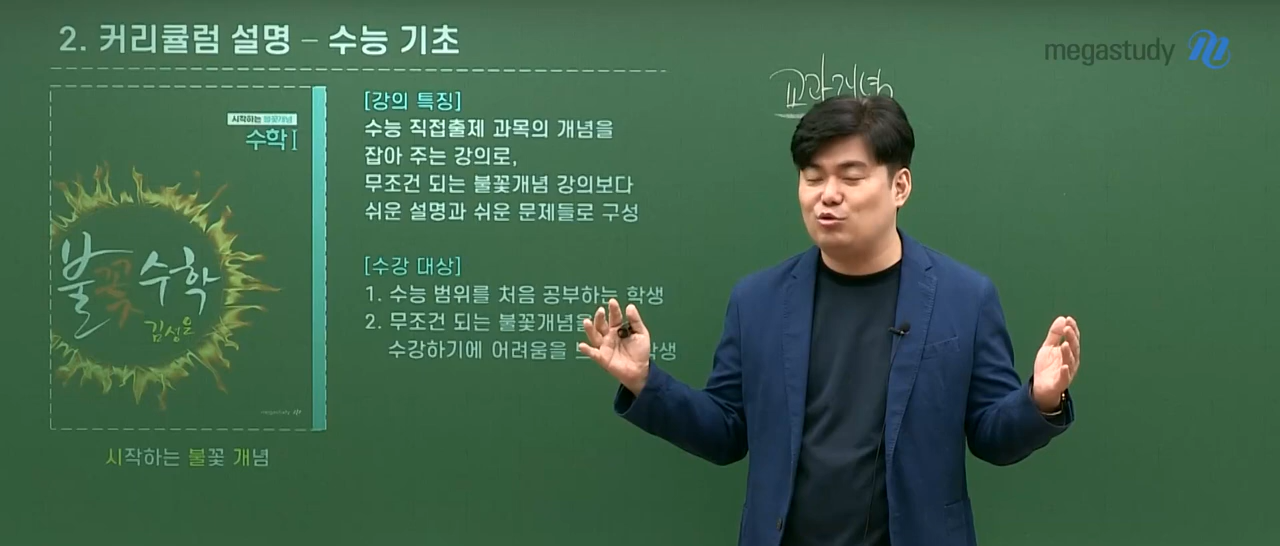 2. 커리큘럼 설명 – 수능 기초
megastudy
교과개념
시작하는 불꽃개념
수학 I
불꽃수학
김성은
megastudy
시작하는 불꽃 개념
[강의 특징]
수능 직접출제 과목의 개념을
잡아 주는 강의로,
무조건 되는 불꽃개념 강의보다
쉬운 설명과 쉬운 문제들로 구성
[수강 대상]
1. 수능 범위를 처음 공부하는 학생
2. 무조건 되는 불꽃개념을
수강하기에 어려움을 학생